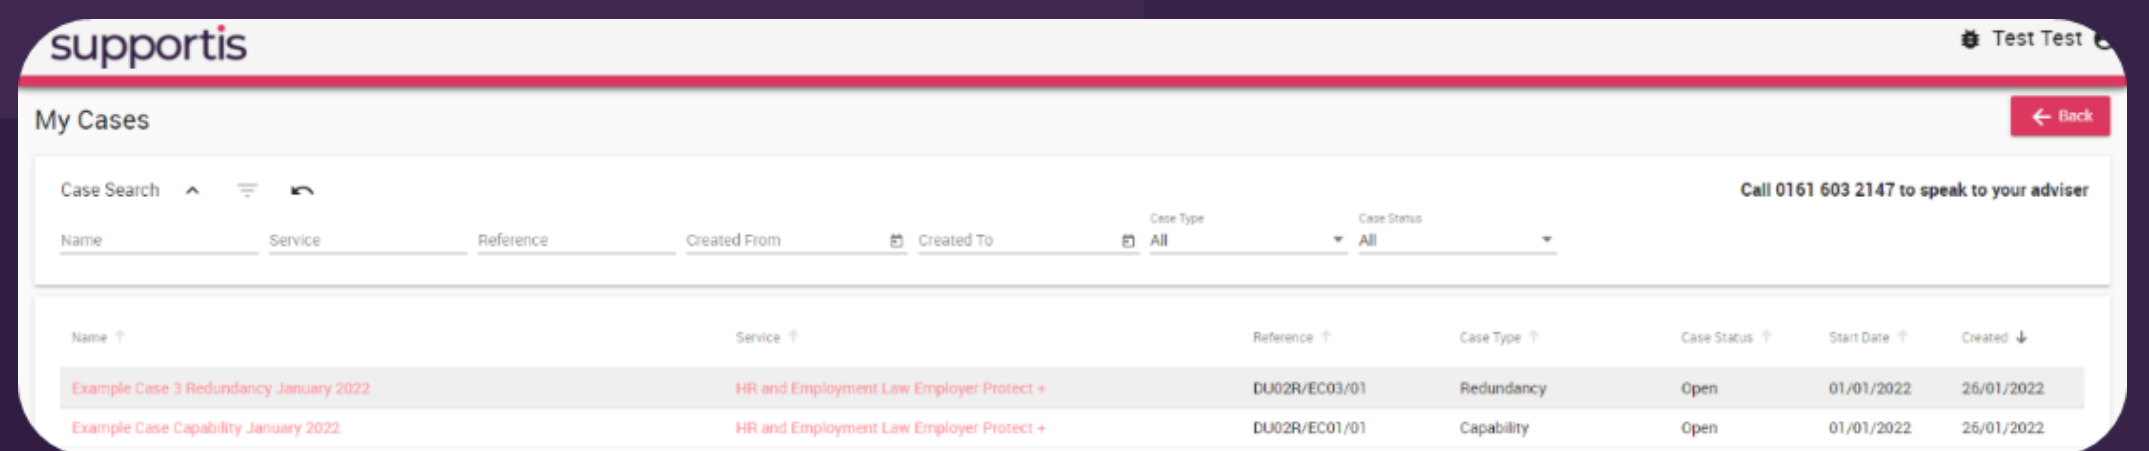 supportis
Test Test
My Cases
← Back
Case Search
Call 0161 603 2147 to speak to your adviser
Name Service Reference Created From Created To Case Type All Case Status All
Name ↑ Service ↑ Reference ↑ Case Type ↑ Case Status ↑ Start Date ↑ Created ↓
Example Case 3 Redundancy January 2022 HR and Employment Law Employer Protect + DU02R/EC03/01 Redundancy Open 01/01/2022 26/01/2022
Example Case Capability January 2022 HR and Employment Law Employer Protect + DU02R/EC01/01 Capability Open 01/01/2022 26/01/2022